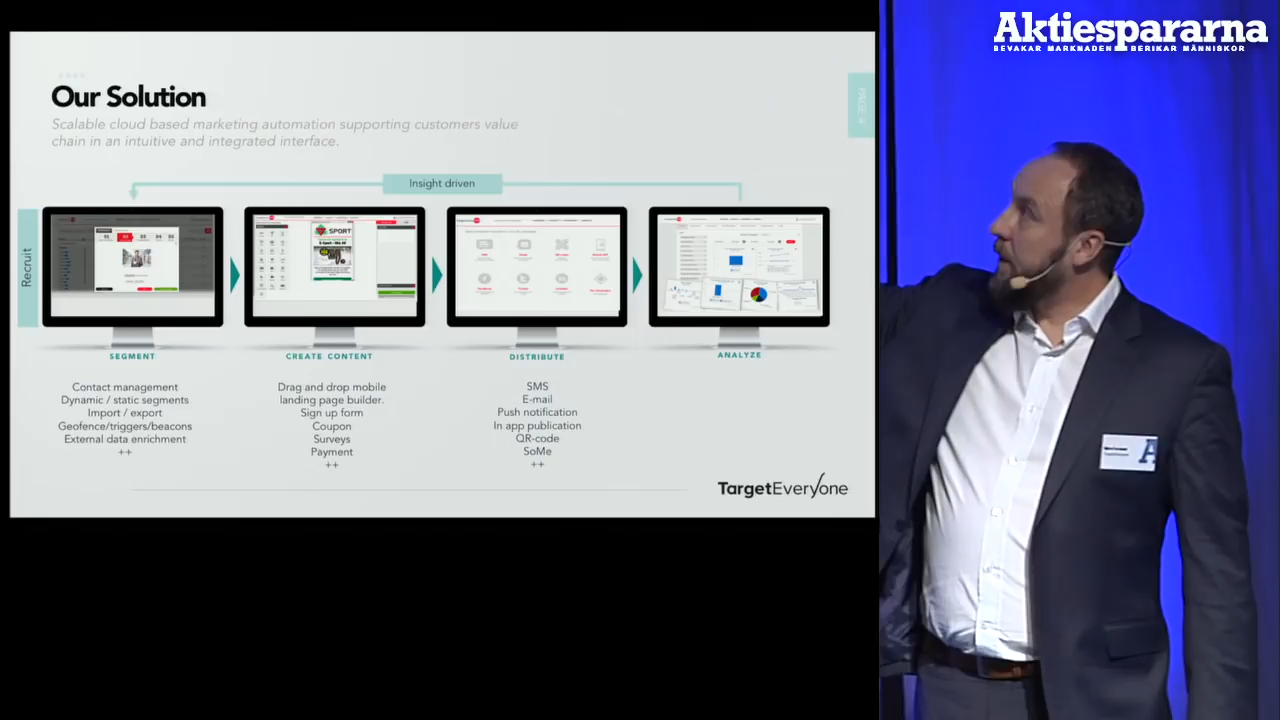 Aktiespararna
BEVAKAR MARKNADEN BERIKAR MÄNNISKOR
Our Solution
Scalable cloud based marketing automation supporting customers value
chain in an intuitive and integrated interface.
Insight driven
Recruit
SPORT
SEGMENT
CREATE CONTENT
DISTRIBUTE
ANALYZE
Contact management
Dynamic / static segments
Import / export
Geofence/triggers/beacons
External data enrichment
++
Drag and drop mobile
landing page builder.
Sign up form
Coupon
Surveys
Payment
++
SMS
E-mail
Push notification
In app publication
QR-code
SoMe
++
TargetEveryone
A